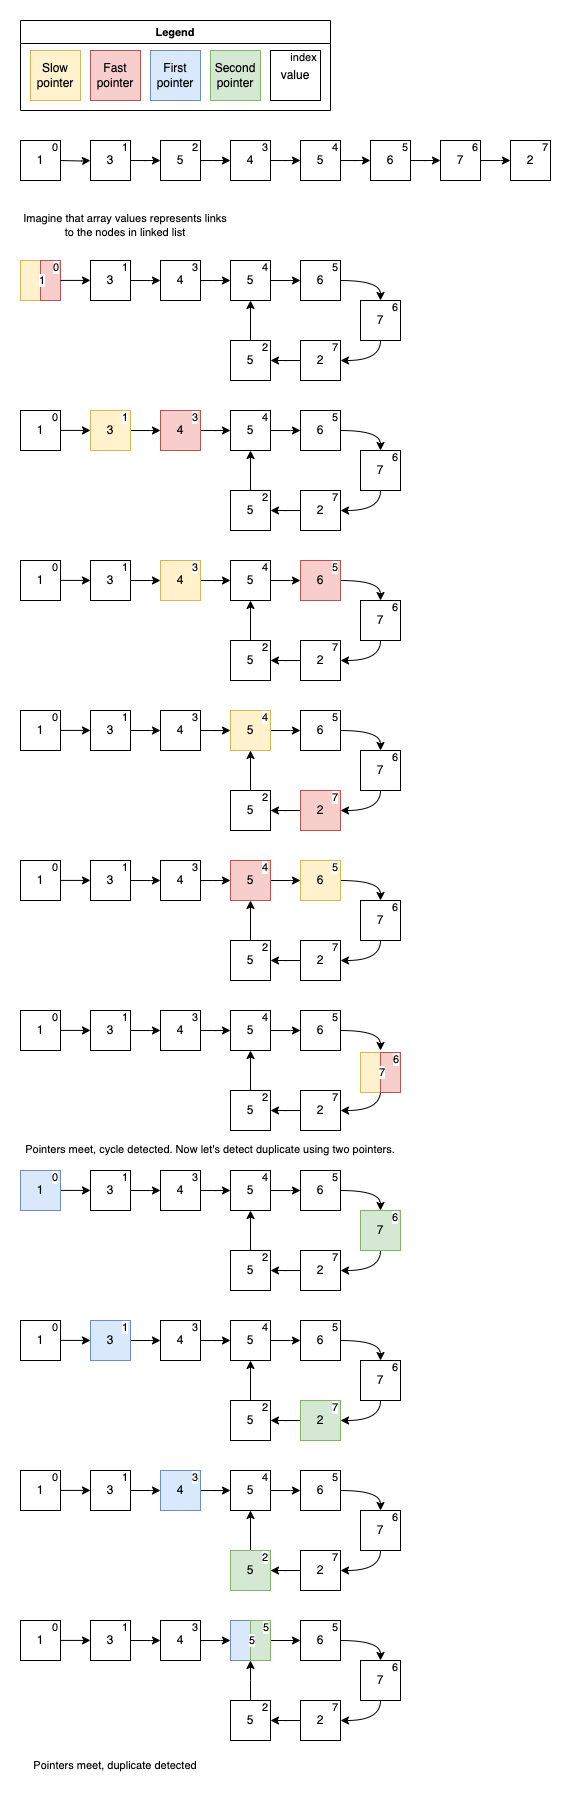 Legend
Slow
pointer
Fast
pointer
First
pointer
Second
pointer
index
value
0 1 2 3 4 5 6 7
1 3 5 4 5 6 7 2
Imagine that array values represents links
to the nodes in linked list
0 1 3 4 5
1 3 4 5 6
6
7
2 7
5 2
0 1 3 4 5
1 3 4 5 6
6
7
2 7
5 2
0 1 3 4 5
1 3 4 5 6
6
7
2 7
5 2
0 1 3 4 5
1 3 4 5 6
6
7
2 7
5 2
0 1 3 4 5
1 3 4 5 6
6
7
2 7
5 2
0 1 3 4 5
1 3 4 5 6
6
7
2 7
5 2
Pointers meet, cycle detected. Now let's detect duplicate using two pointers.
0 1 3 4 5
1 3 4 5 6
6
7
2 7
5 2
0 1 3 4 5
1 3 4 5 6
6
7
2 7
5 2
0 1 3 4 5
1 3 4 5 6
6
7
2 7
5 2
0 1 3 5 5
1 3 4 5 6
6
7
2 7
5 2
Pointers meet, duplicate detected